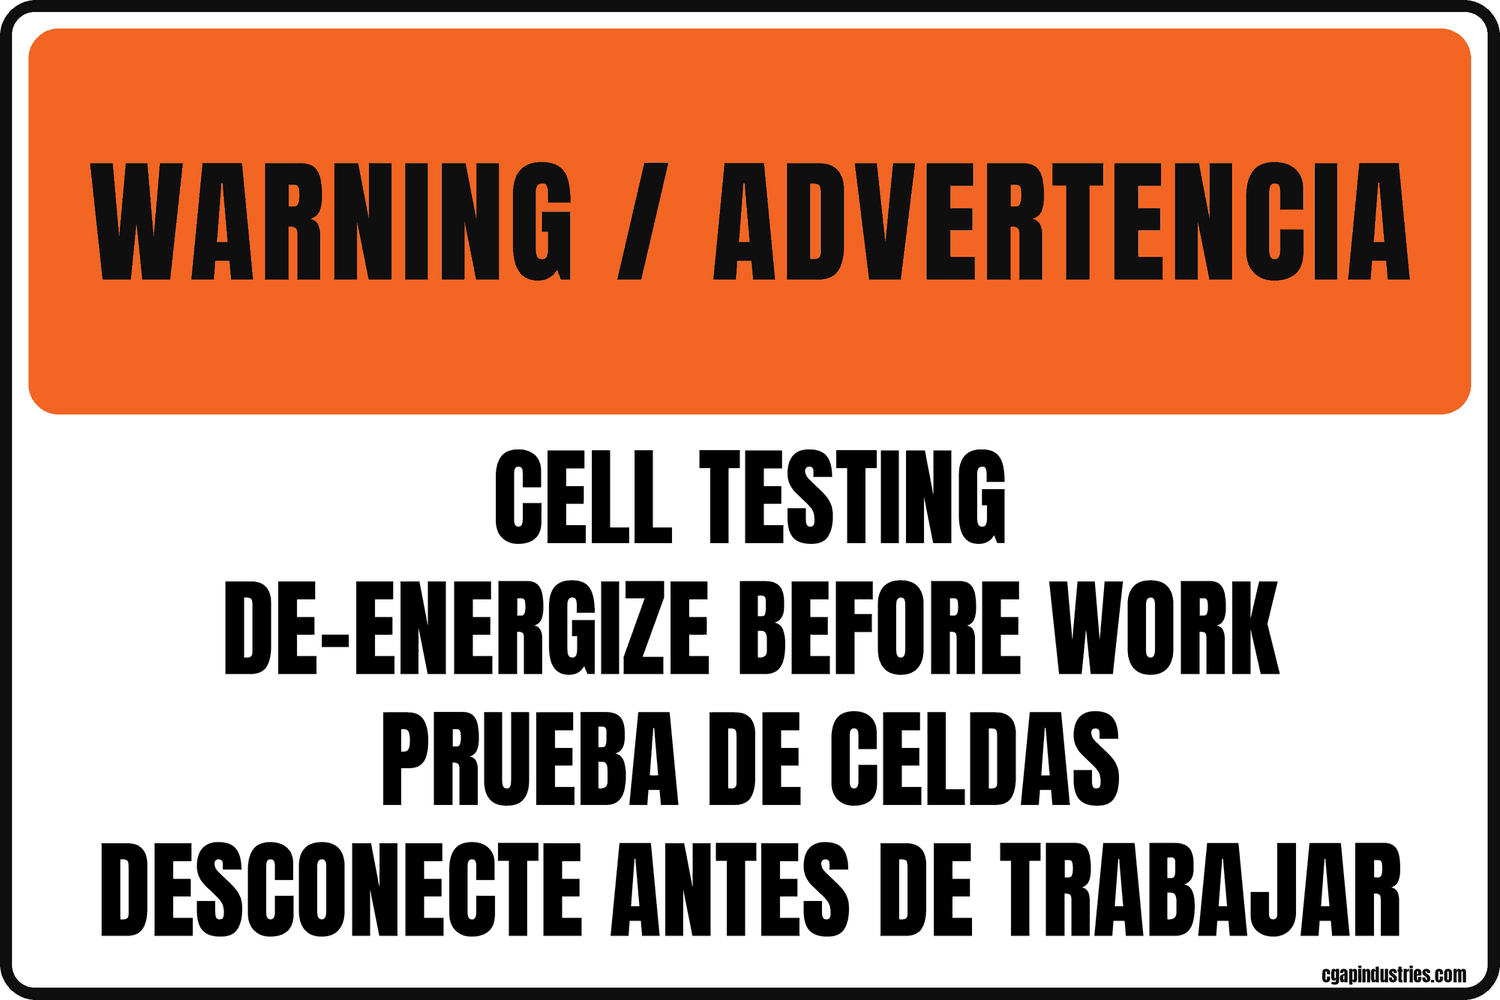 WARNING / ADVERTENCIA
CELL TESTING
DE-ENERGIZE BEFORE WORK
PRUEBA DE CELDAS
DESCONECTE ANTES DE TRABAJAR
cgapindustries.com